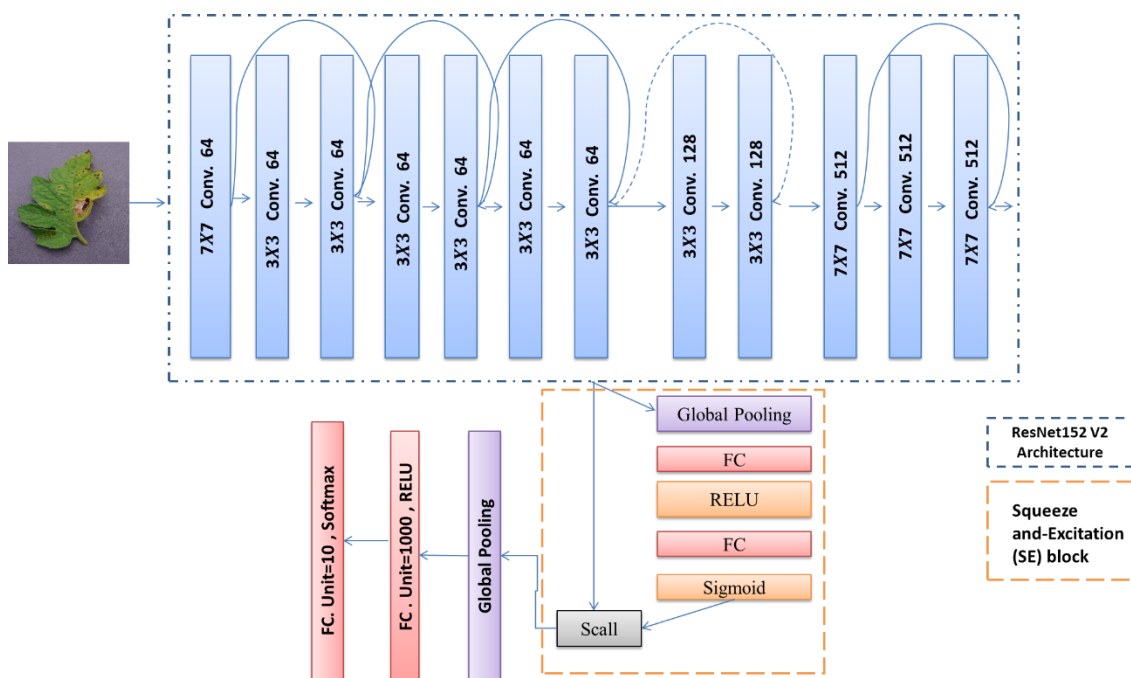 7X7 Conv. 64
3X3 Conv. 64
3X3 Conv. 64
3X3 Conv. 64
3X3 Conv. 64
3X3 Conv. 64
3X3 Conv. 64
3X3 Conv. 128
3X3 Conv. 128
7X7 Conv. 512
7X7 Conv. 512
7X7 Conv. 512
Global Pooling
FC
RELU
FC
Sigmoid
Scall
Global Pooling
FC . Unit=1000 , RELU
FC. Unit=10 , Softmax
ResNet152 V2
Architecture
Squeeze
and-Excitation
(SE) block